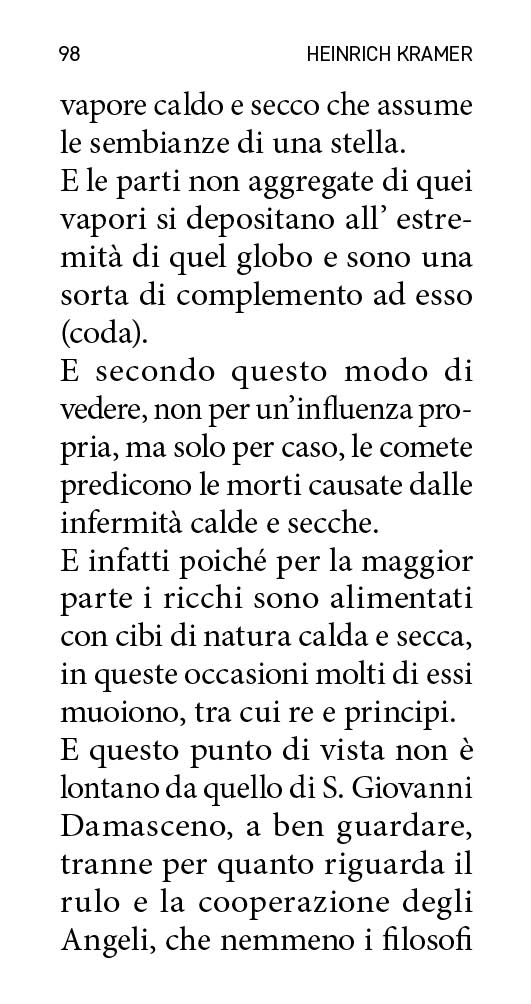 98 HEINRICH KRAMER
vapore caldo e secco che assume
le sembianze di una stella.
E le parti non aggregate di quei
vapori si depositano all’ estre-
mità di quel globo e sono una
sorta di complemento ad esso
(coda).
E secondo questo modo di
vedere, non per un’influenza pro-
pria, ma solo per caso, le comete
predicono le morti causate dalle
infermità calde e secche.
E infatti poiché per la maggior
parte i ricchi sono alimentati
con cibi di natura calda e secca,
in queste occasioni molti di essi
muoiono, tra cui re e principi.
E questo punto di vista non è
lontano da quello di S. Giovanni
Damasceno, a ben guardare,
tranne per quanto riguarda il
rulo e la cooperazione degli
Angeli, che nemmeno i filosofi